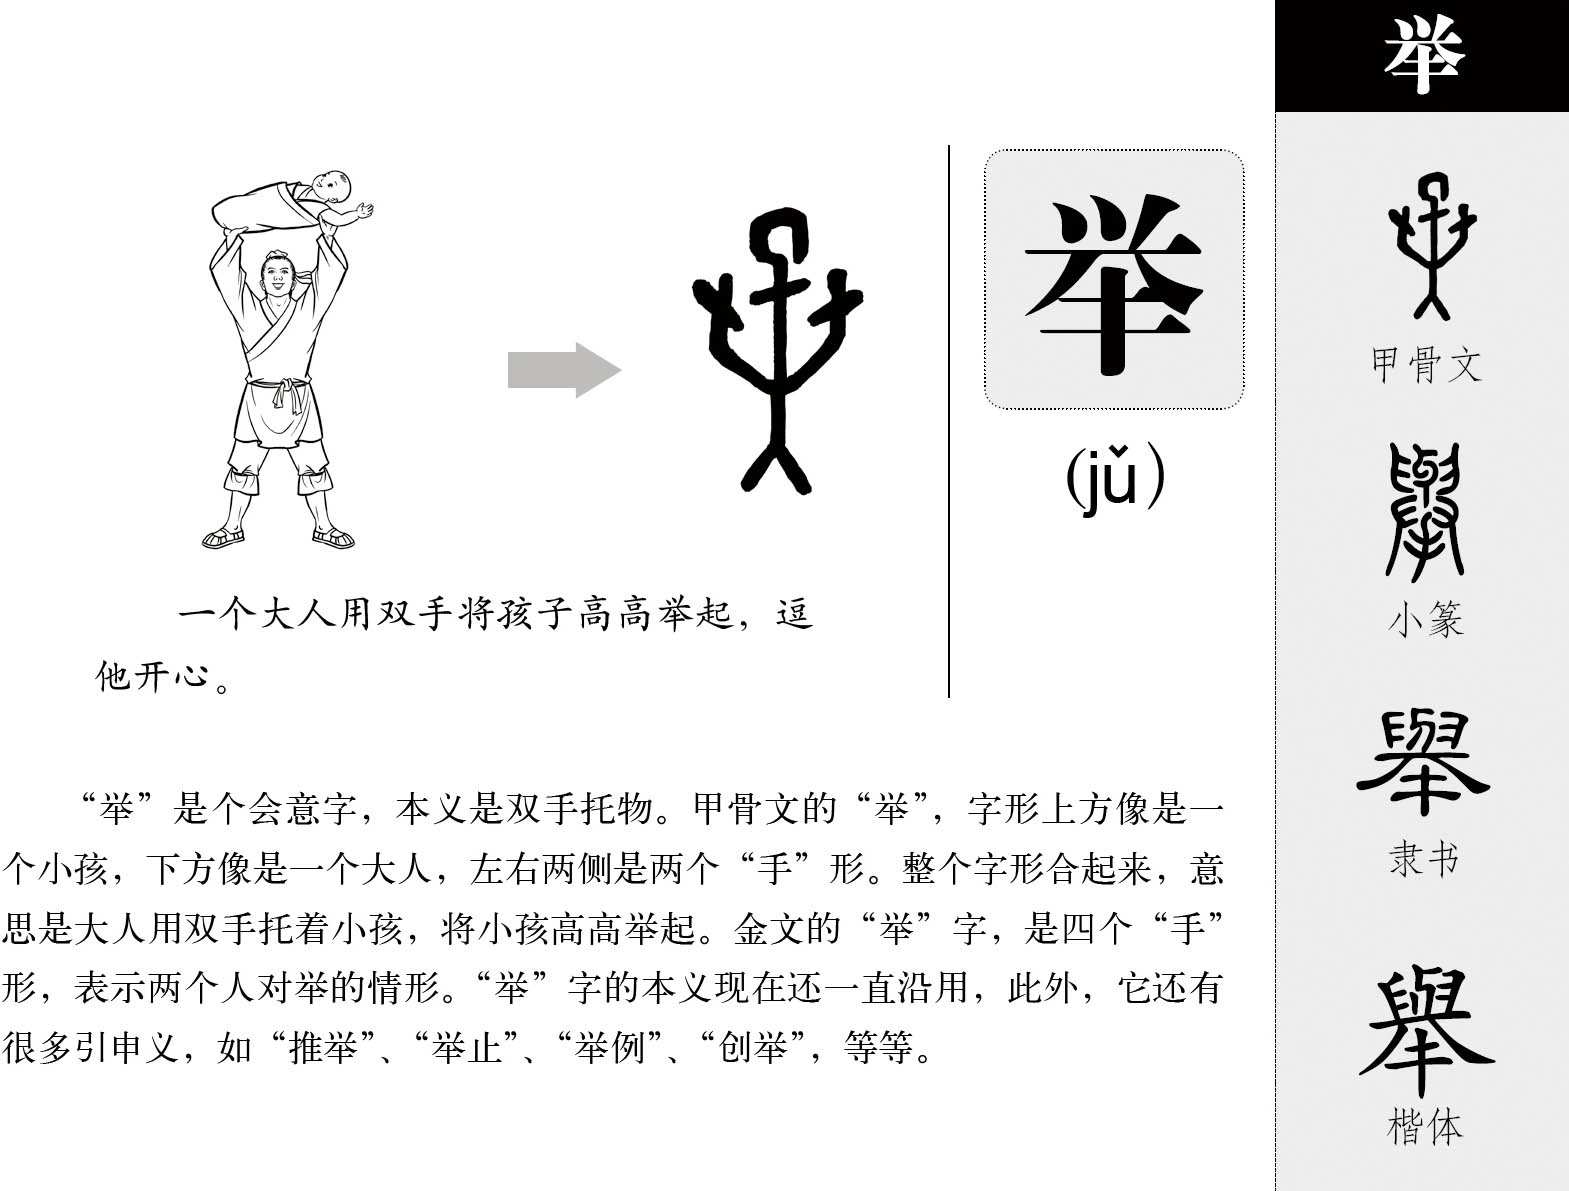 举
举
(jǔ)
一个大人用双手将孩子高高举起，逗
他开心。
“举”是个会意字，本义是双手托物。甲骨文的“举”，字形上方像是一
个小孩，下方像是一个大人，左右两侧是两个“手”形。整个字形合起来，意
思是大人用双手托着小孩，将小孩高高举起。金文的“举”字，是四个“手”
形，表示两个人对举的情形。“举”字的本义现在还一直沿用，此外，它还有
很多引申义，如“推举”、“举止”、“举例”、“创举”，等等。
甲骨文
舉
小篆
舉
隶书
舉
楷体